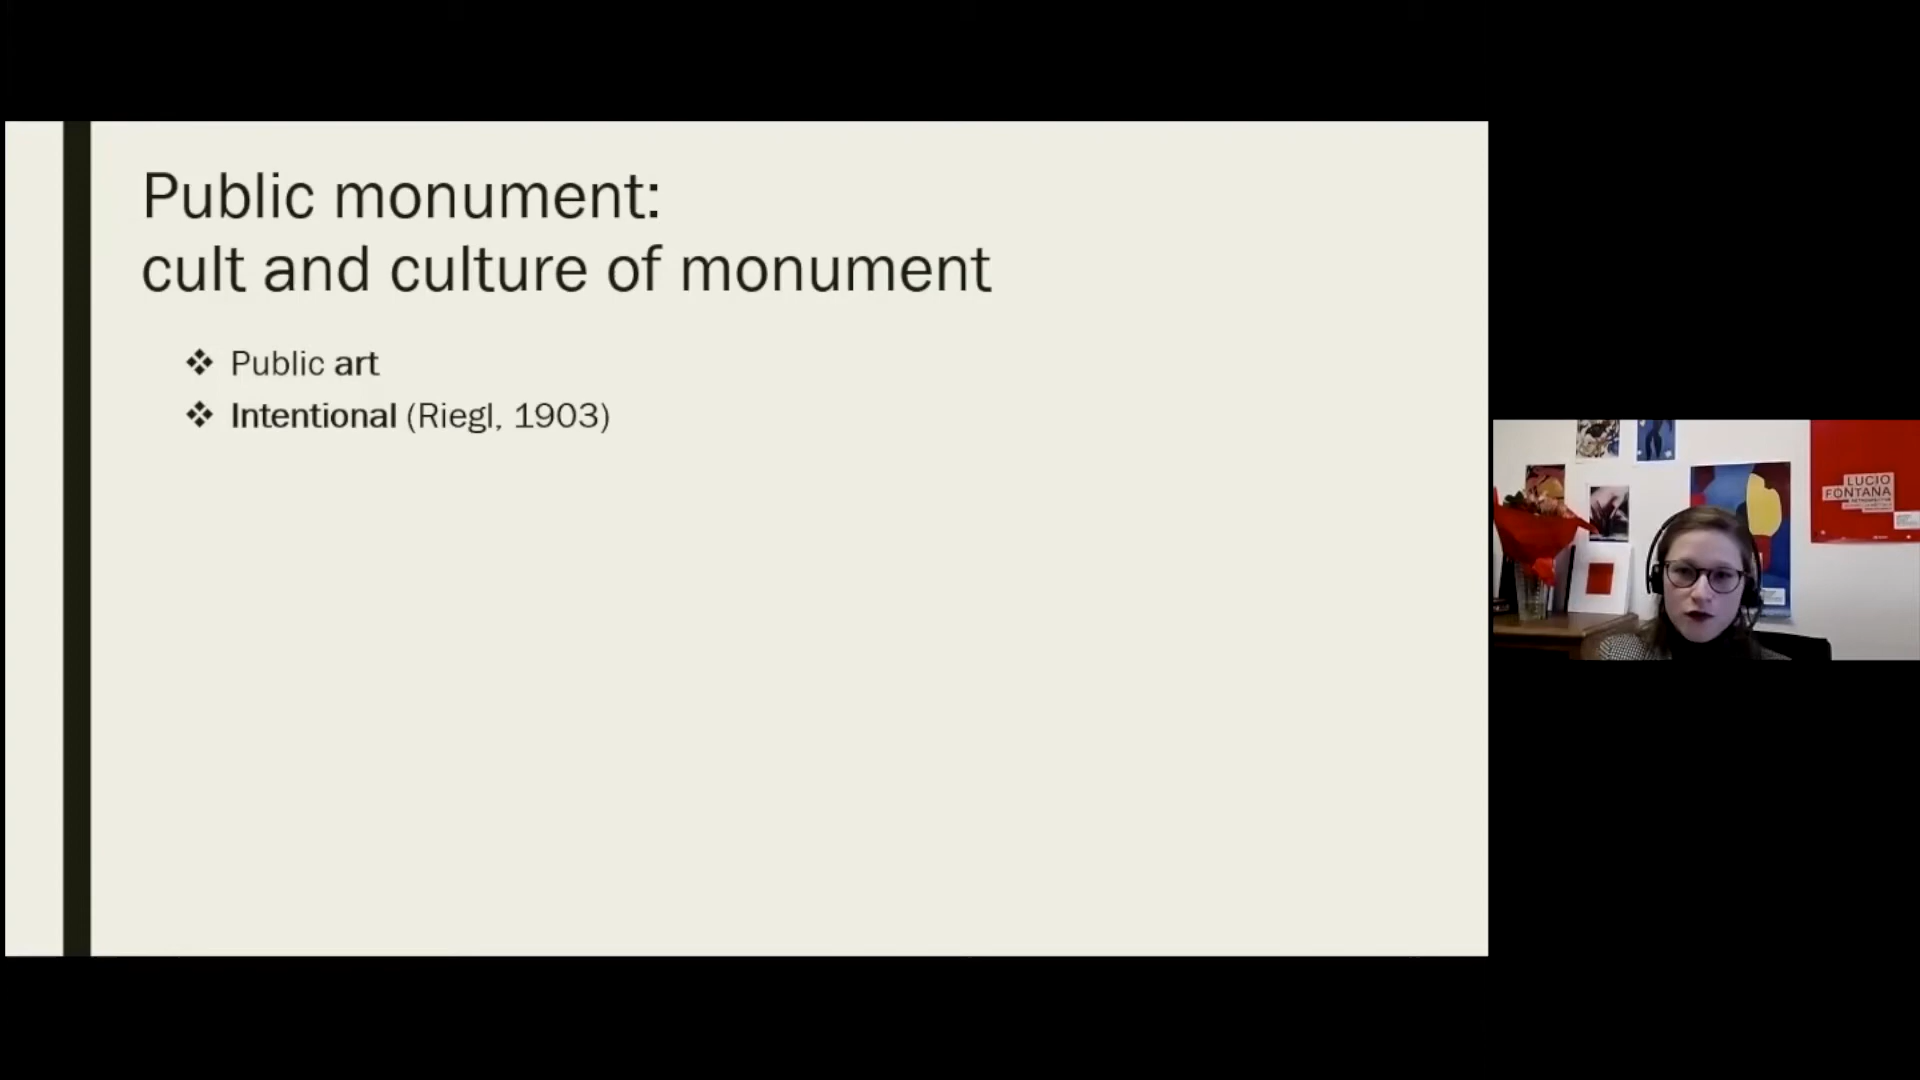 Public monument:
cult and culture of monument
❖ Public art
❖ Intentional (Riegl, 1903)
LUCIO
FONTANA